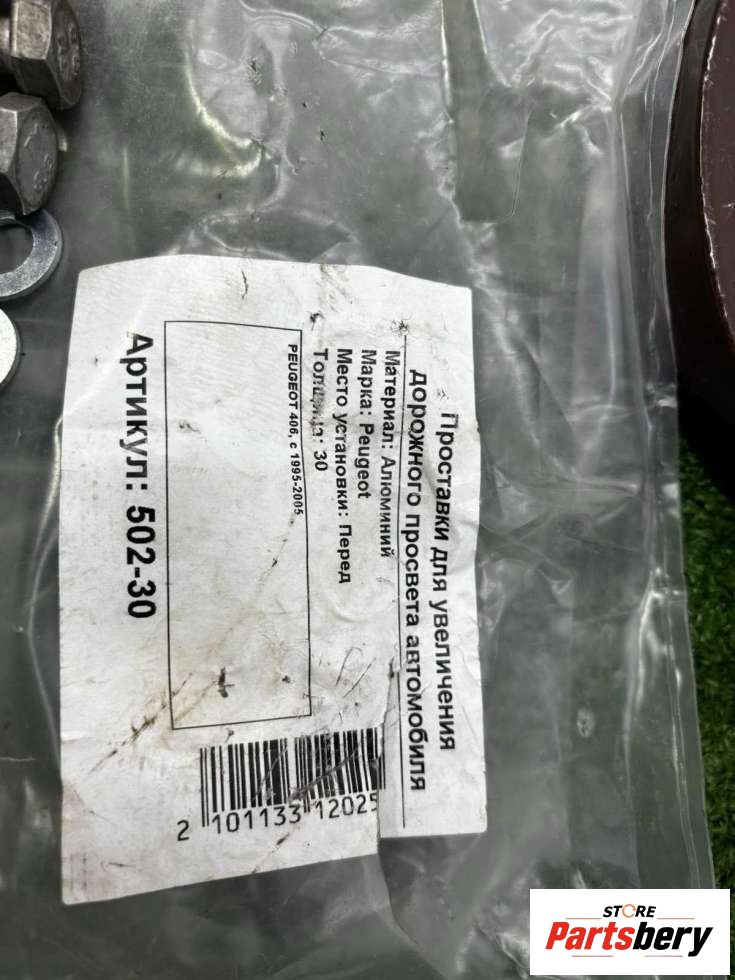 Проставки для увеличения
дорожного просвета автомобиля
Материал: Алюминий
Марка: Peugeot
Место установки: Перед
Толщина: 30
PEUGEOT 406, с 1995-2005
Артикул: 502-30
2 101133 12025
STORE
Partsbery